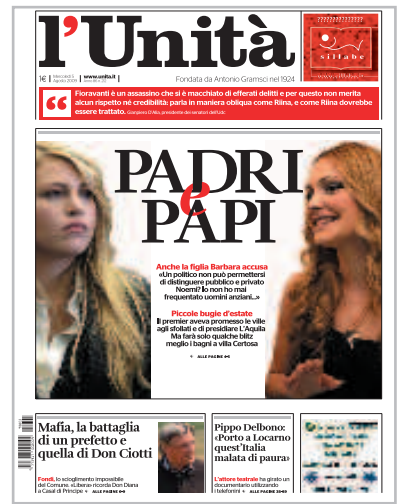 l'Unità
sillabe
1€
Mercoledì 5
Agosto 2009
www.unita.it
Fondata da Antonio Gramsci nel 1924
Fioravanti è un assassino che si è macchiato di efferati delitti e per questo non merita
alcun rispetto né credibilità: parla in maniera obliqua come Riina, e come Riina dovrebbe
essere trattato. Gianpiero D'Alia, presidente dei senatori dell'Udc
PADRI
e
PAPI
Anche la figlia Barbara accusa
«Un politico non può permettersi
di distinguere pubblico e privato
Noemi? Io non ho mai
frequentato uomini anziani...»
Piccole bugie d'estate
Il premier aveva promesso le ville
agli sfollati e di presidiare L'Aquila
Ma farà solo qualche blitz
meglio i bagni a villa Certosa
ALLE PAGINE 4-6
Mafia, la battaglia
di un prefetto e
quella di Don Ciotti
Fondi, lo scioglimento impossibile
del Comune. «Libera» ricorda Don Diana
a Casal di Principe
ALLE PAGINE
Pippo Delbono:
«Porto a Locarno
quest'Italia
malata di paura»
L'attore teatrale ha girato un
documentario utilizzando
i telefonini
ALLE PAGINE